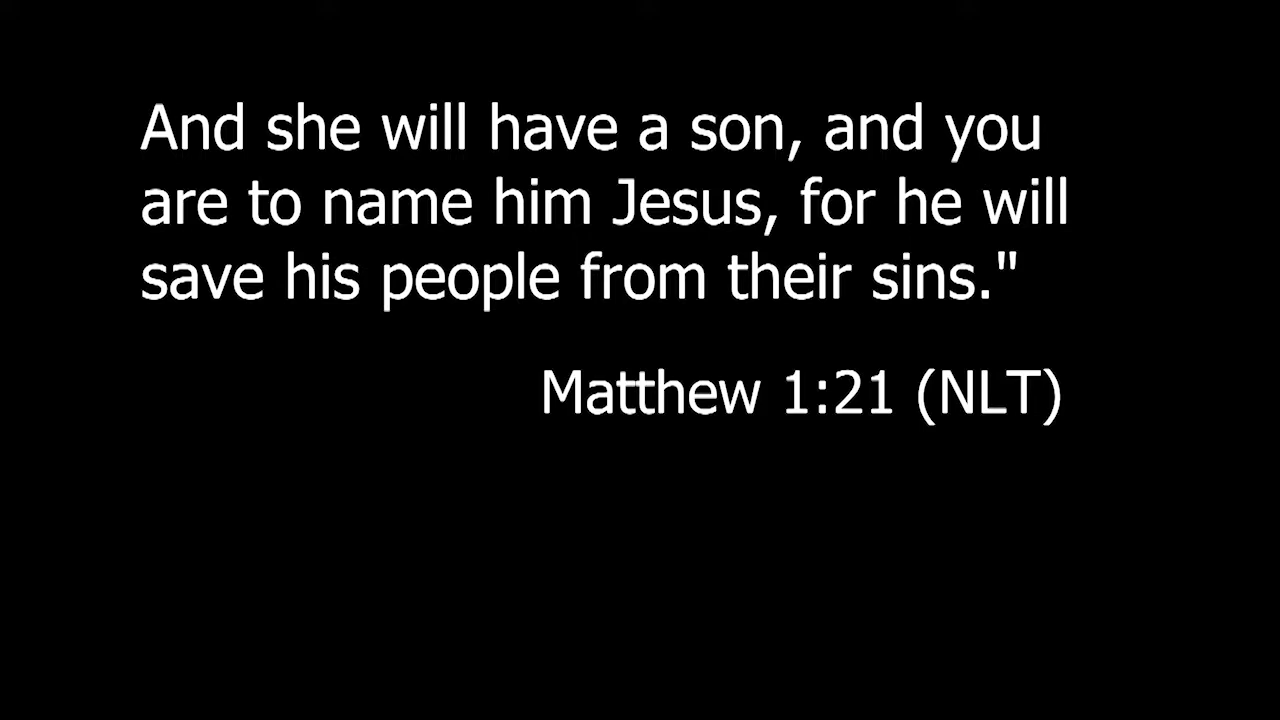 And she will have a son, and you
are to name him Jesus, for he will
save his people from their sins."
Matthew 1:21 (NLT)